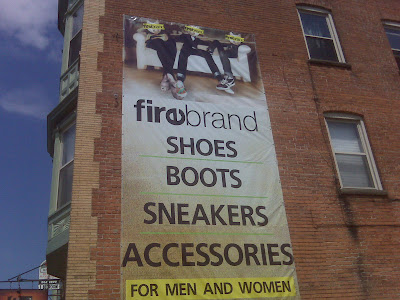 firebrand
SHOES
BOOTS
SNEAKERS
ACCESSORIES
FOR MEN AND WOMEN